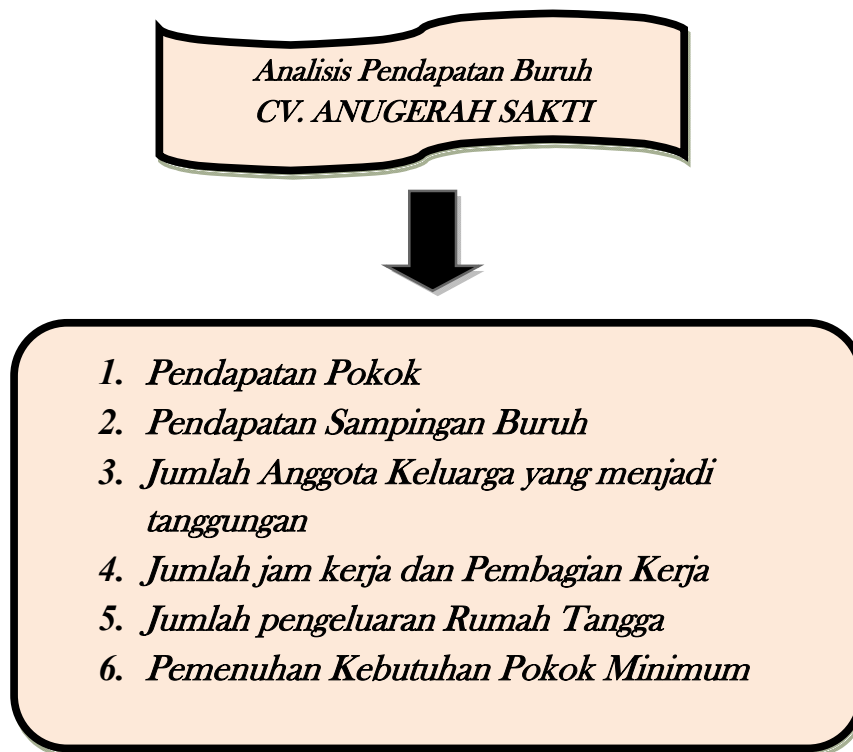 Analisis Pendapatan Buruh
CV. ANUGERAH SAKTI
1. Pendapatan Pokok
2. Pendapatan Sampingan Buruh
3. Jumlah Anggota Keluarga yang menjadi
tanggungan
4. Jumlah jam kerja dan Pembagian Kerja
5. Jumlah pengeluaran Rumah Tangga
6. Pemenuhan Kebutuhan Pokok Minimum